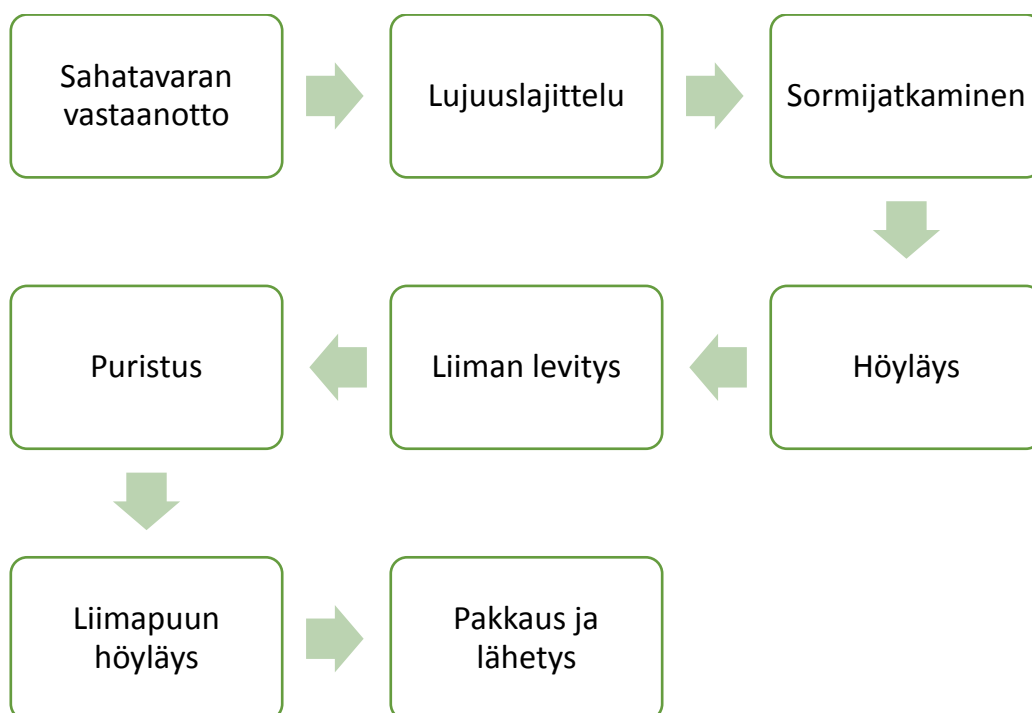 Sahatavaran
vastaanotto
Lujuuslajittelu
Sormijatkaminen
Höyläys
Liiman levitys
Puristus
Liimapuun
höyläys
Pakkaus ja
lähetys